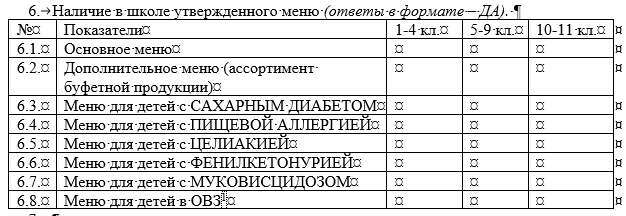 6. Наличие в школе утвержденного меню (ответы в формате – ДА).
№ Показатели 1-4 кл. 5-9 кл. 10-11 кл.
6.1. Основное меню
6.2. Дополнительное меню (ассортимент
буфетной продукции)
6.3. Меню для детей с САХАРНЫМ ДИАБЕТОМ
6.4. Меню для детей с ПИЩЕВОЙ АЛЛЕРГИЕЙ
6.5. Меню для детей с ЦЕЛИАКИЕЙ
6.6. Меню для детей с ФЕНИЛКЕТОНУРИЕЙ
6.7. Меню для детей с МУКОВИСЦИДОЗОМ
6.8. Меню для детей в ОВЗ